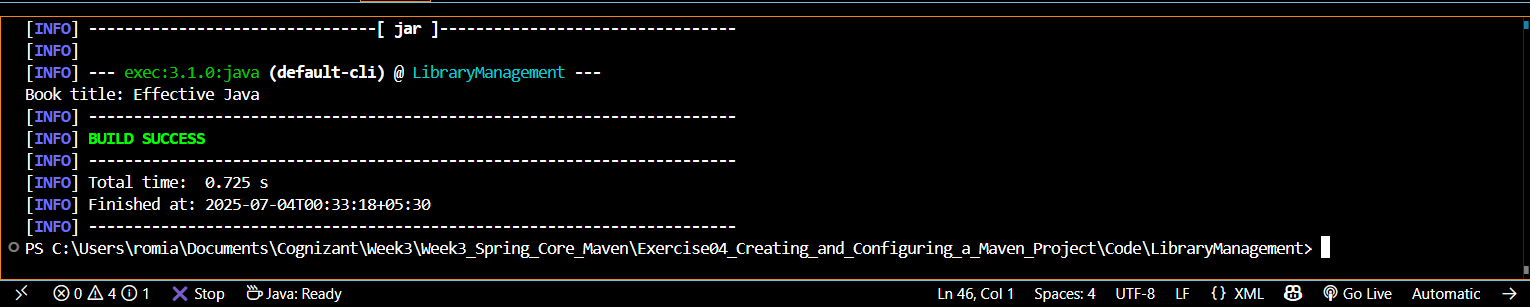 [INFO] --------------------------------[ jar ]---------------------------------
[INFO]
[INFO] --- exec:3.1.0:java (default-cli) @ LibraryManagement ---
Book title: Effective Java
[INFO] ------------------------------------------------------------------------
[INFO] BUILD SUCCESS
[INFO] ------------------------------------------------------------------------
[INFO] Total time:  0.725 s
[INFO] Finished at: 2025-07-04T00:33:18+05:30
[INFO] ------------------------------------------------------------------------
PS C:\Users\romia\Documents\Cognizant\Week3\Week3_Spring_Core_Maven\Exercise04_Creating_and_Configuring_a_Maven_Project\Code\LibraryManagement>
0 4 1 Stop Java: Ready Ln 46, Col 1 Spaces: 4 UTF-8 LF {} XML Go Live Automatic